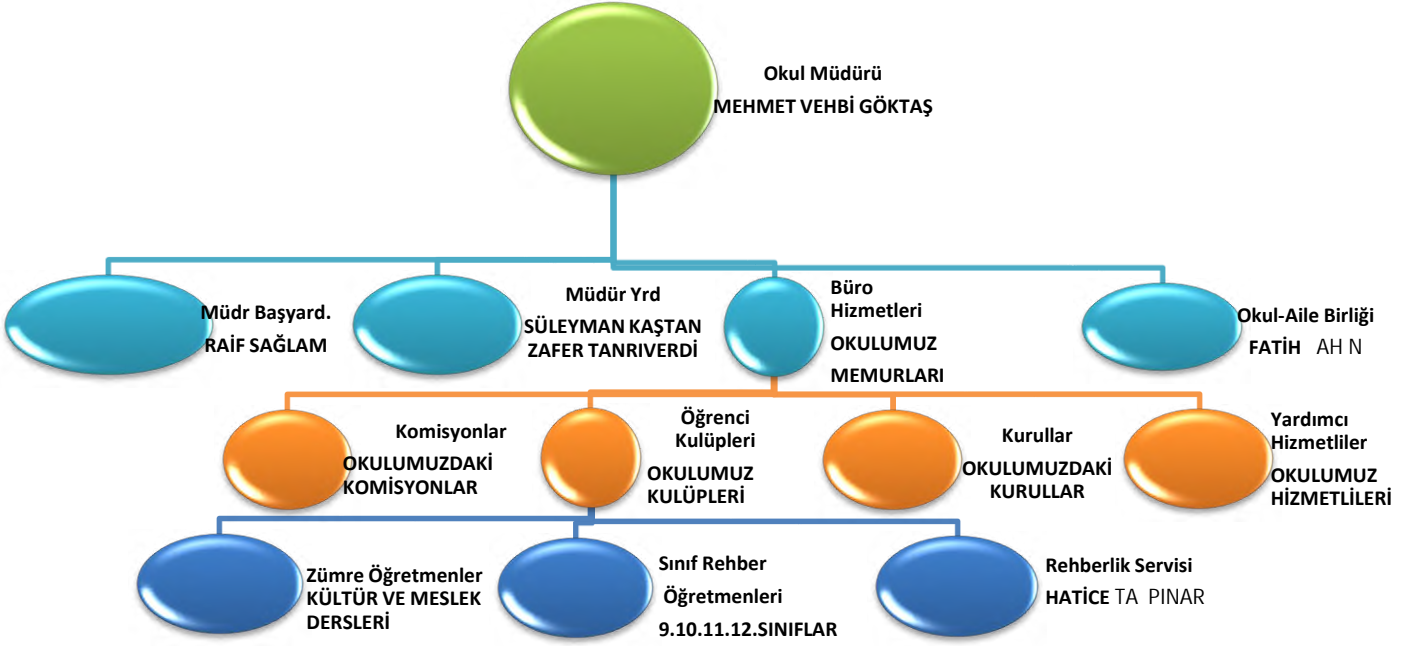 Okul Müdürü
MEHMET VEHBİ GÖKTAŞ
Müdr Başyard.
RAİF SAĞLAM
Müdür Yrd
SÜLEYMAN KAŞTAN
ZAFER TANRIVERDİ
Büro
Hizmetleri
OKULUMUZ
MEMURLARI
Okul-Aile Birliği
FATİH AH N
Komisyonlar
OKULUMUZDAKİ
KOMİSYONLAR
Öğrenci
Kulüpleri
OKULUMUZ
KULÜPLERİ
Kurullar
OKULUMUZDAKİ
KURULLAR
Yardımcı
Hizmetliler
OKULUMUZ
HİZMETLİLERİ
Zümre Öğretmenler
KÜLTÜR VE MESLEK
DERSLERİ
Sınıf Rehber
Öğretmenleri
9.10.11.12.SINIFLAR
Rehberlik Servisi
HATİCE TA PINAR